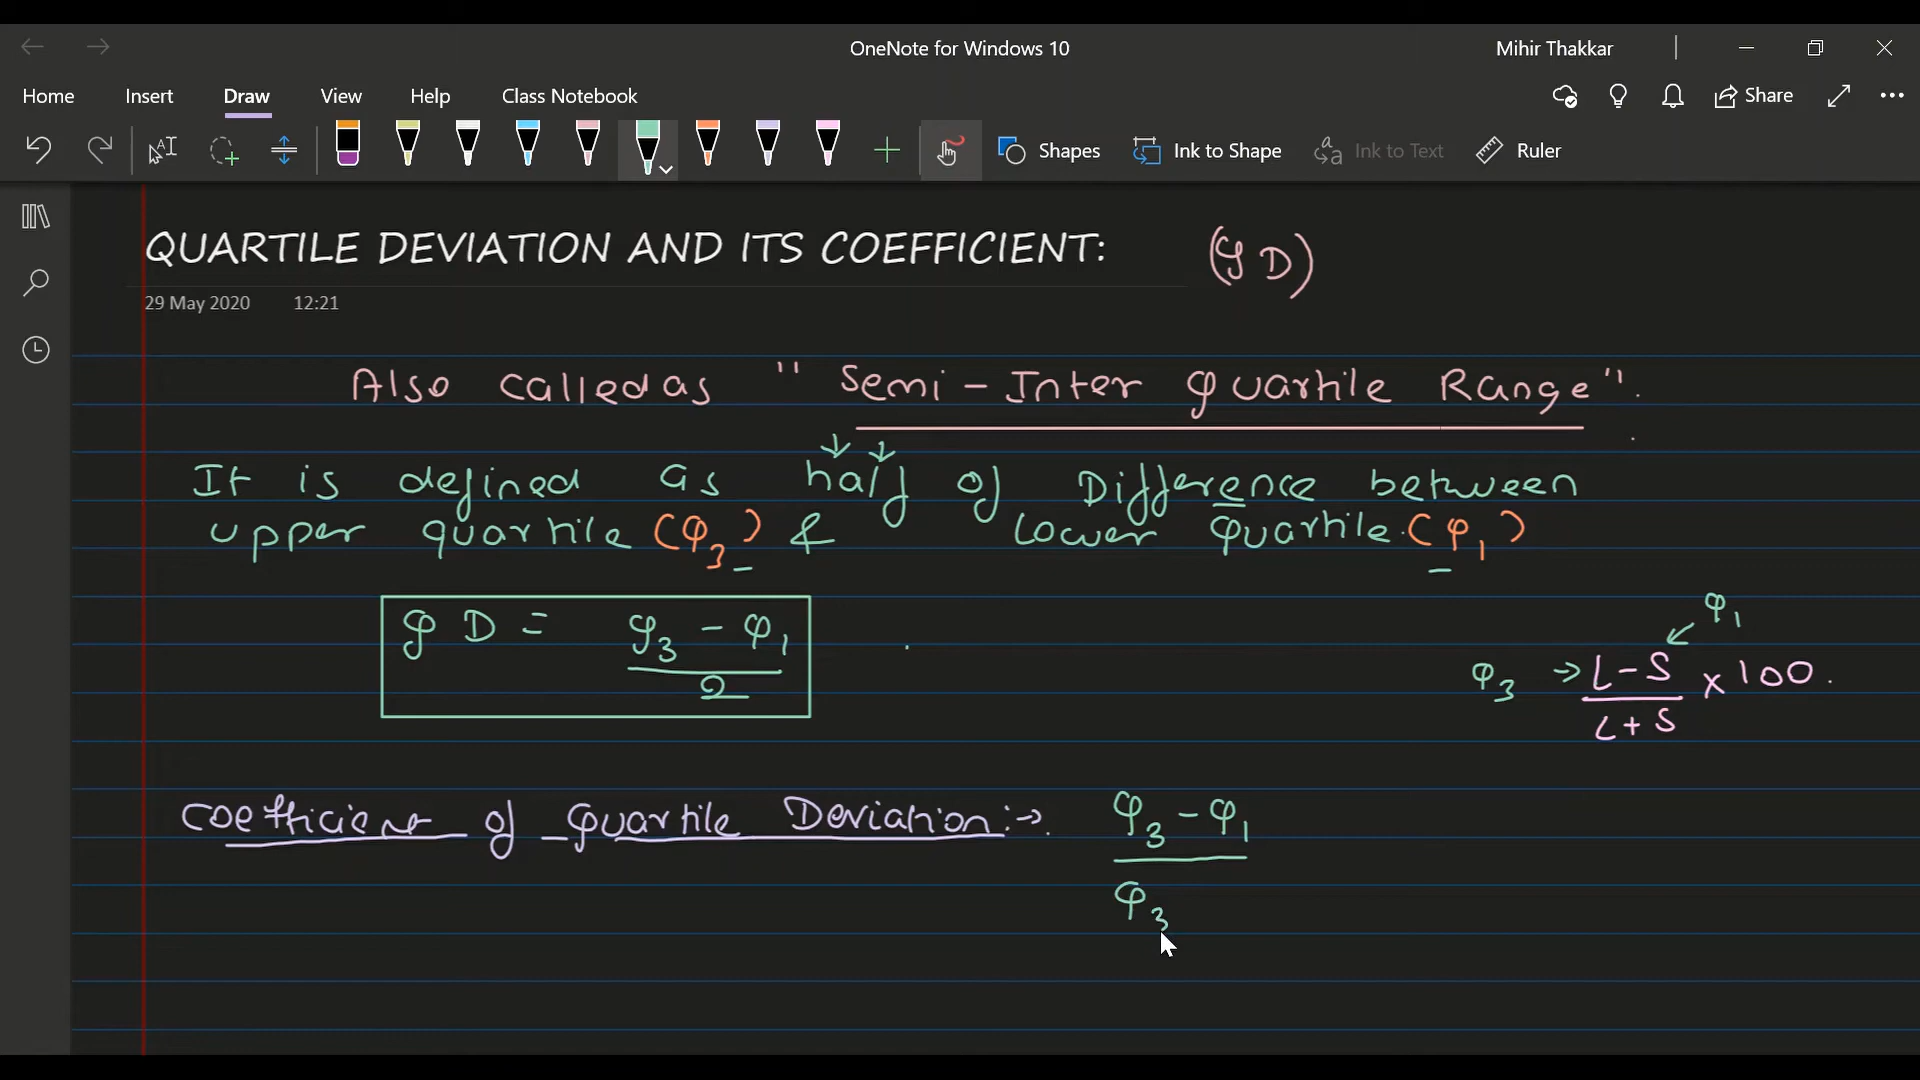 OneNote for Windows 10
Mihir Thakkar
Home Insert Draw View Help Class Notebook
Share
Shapes Ink to Shape Ink to Text Ruler
QUARTILE DEVIATION AND ITS COEFFICIENT: (QD)
29 May 2020 12:21
Also called as " Semi - Inter Quartile Range".
It is defined as half of Difference between
upper quartile (Q3) & Lower Quartile. (Q1)
QD = Q3 - Q1
2
Q1
Q3 → L - S × 100.
L + S
Coefficient of Quartile Deviation :→. Q3 - Q1
Q3